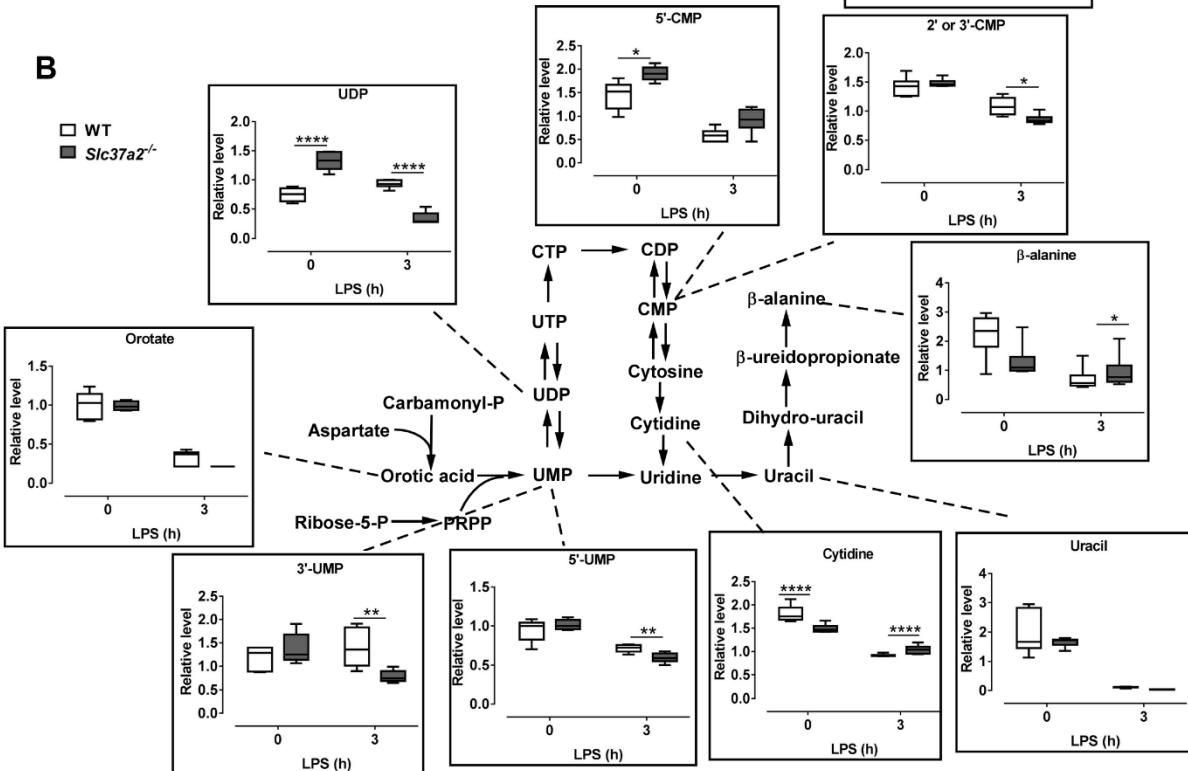 B
WT
Slc37a2-/-
UDP
Relative level
2.0
1.5
1.0
0.5
0.0
****
****
0
3
LPS (h)
5'-CMP
Relative level
2.5
2.0
1.5
1.0
0.5
0.0
*
0
3
LPS (h)
2' or 3'-CMP
Relative level
2.0
1.5
1.0
0.5
0.0
*
0
3
LPS (h)
β-alanine
Relative level
4
3
2
1
0
*
0
3
LPS (h)
Orotate
Relative level
1.5
1.0
0.5
0.0
0
3
LPS (h)
CTP
CDP
UTP
CMP
β-alanine
UDP
Cytosine
β-ureidopropionate
Carbamonyl-P
Aspartate
Cytidine
Dihydro-uracil
Orotic acid
UMP
Uridine
Uracil
Ribose-5-P
PRPP
3'-UMP
Relative level
2.5
2.0
1.5
1.0
0.5
0.0
**
0
3
LPS (h)
5'-UMP
Relative level
1.5
1.0
0.5
0.0
**
0
3
LPS (h)
Cytidine
Relative level
2.5
2.0
1.5
1.0
0.5
0.0
****
****
0
3
LPS (h)
Uracil
Relative level
4
3
2
1
0
0
3
LPS (h)